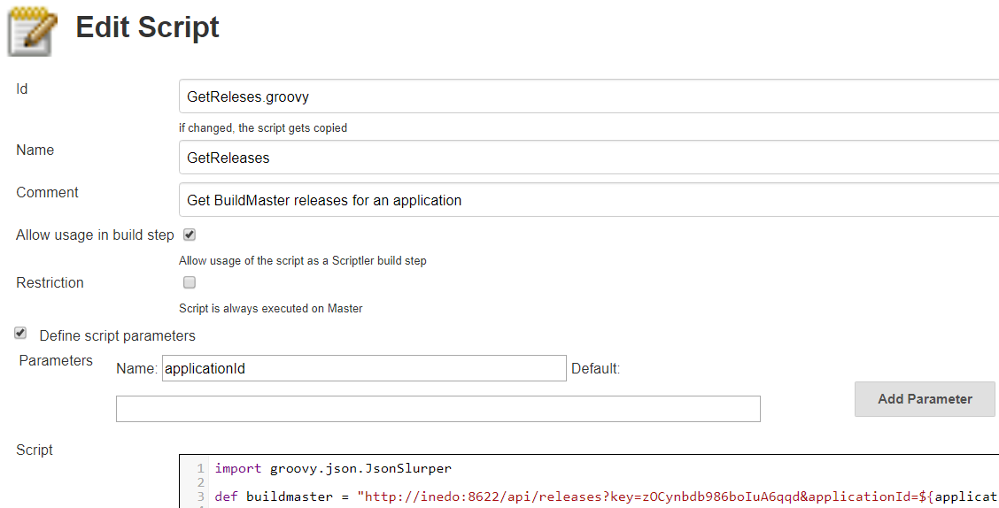 Edit Script
Id
GetReleses.groovy
if changed, the script gets copied
Name
GetReleases
Comment
Get BuildMaster releases for an application
Allow usage in build step
Allow usage of the script as a Scriptler build step
Restriction
Script is always executed on Master
Define script parameters
Parameters Name: applicationId Default:
Add Parameter
Script
1 import groovy.json.JsonSlurper
2
3 def buildmaster = "http://inedo:8622/api/releases?key=zOCynbdb986boIuA6qqd&applicationId=${applicat